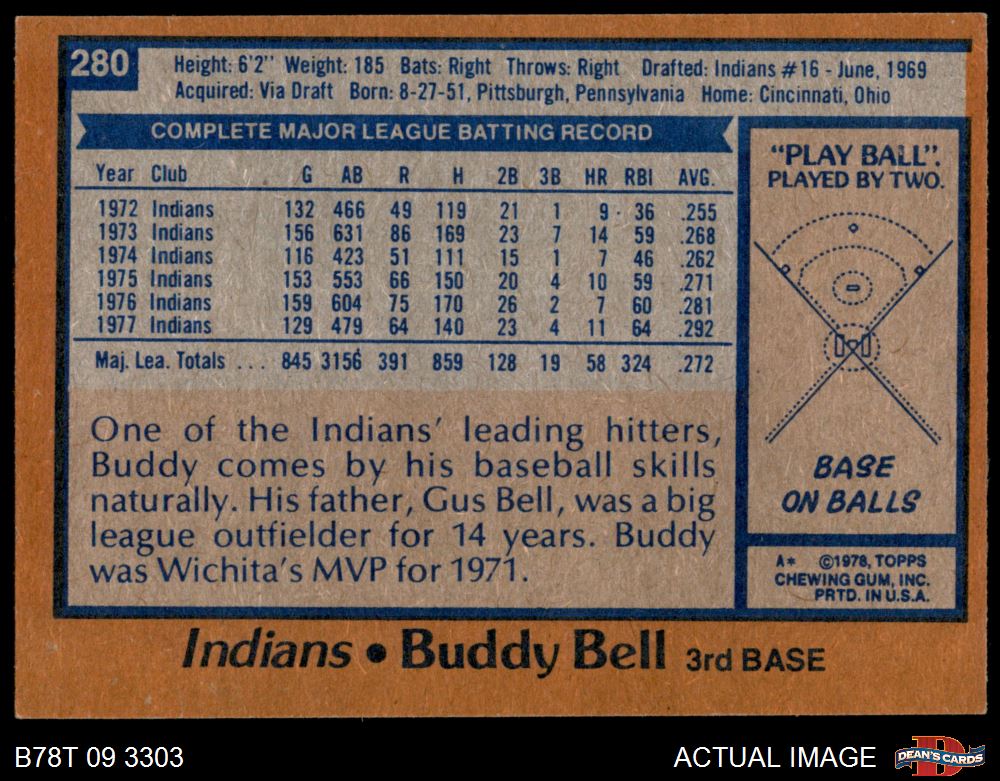 280
Height: 6'2" Weight: 185 Bats: Right Throws: Right Drafted: Indians #16 - June, 1969
Acquired: Via Draft Born: 8-27-51, Pittsburgh, Pennsylvania Home: Cincinnati, Ohio
COMPLETE MAJOR LEAGUE BATTING RECORD
Year Club G AB R H 2B 3B HR RBI AVG.
1972 Indians 132 466 49 119 21 1 9 36 .255
1973 Indians 156 631 86 169 23 7 14 59 .268
1974 Indians 116 423 51 111 15 1 7 46 .262
1975 Indians 153 553 66 150 20 4 10 59 .271
1976 Indians 159 604 75 170 26 2 7 60 .281
1977 Indians 129 479 64 140 23 4 11 64 .292
Maj. Lea. Totals ... 845 3156 391 859 128 19 58 324 .272
One of the Indians' leading hitters,
Buddy comes by his baseball skills
naturally. His father, Gus Bell, was a big
league outfielder for 14 years. Buddy
was Wichita's MVP for 1971.
"PLAY BALL".
PLAYED BY TWO.
BASE
ON BALLS
A* ©1978, TOPPS
CHEWING GUM, INC.
PRTD. IN U.S.A.
Indians • Buddy Bell 3rd BASE
B78T 09 3303
ACTUAL IMAGE
D
DEAN'S CARDS